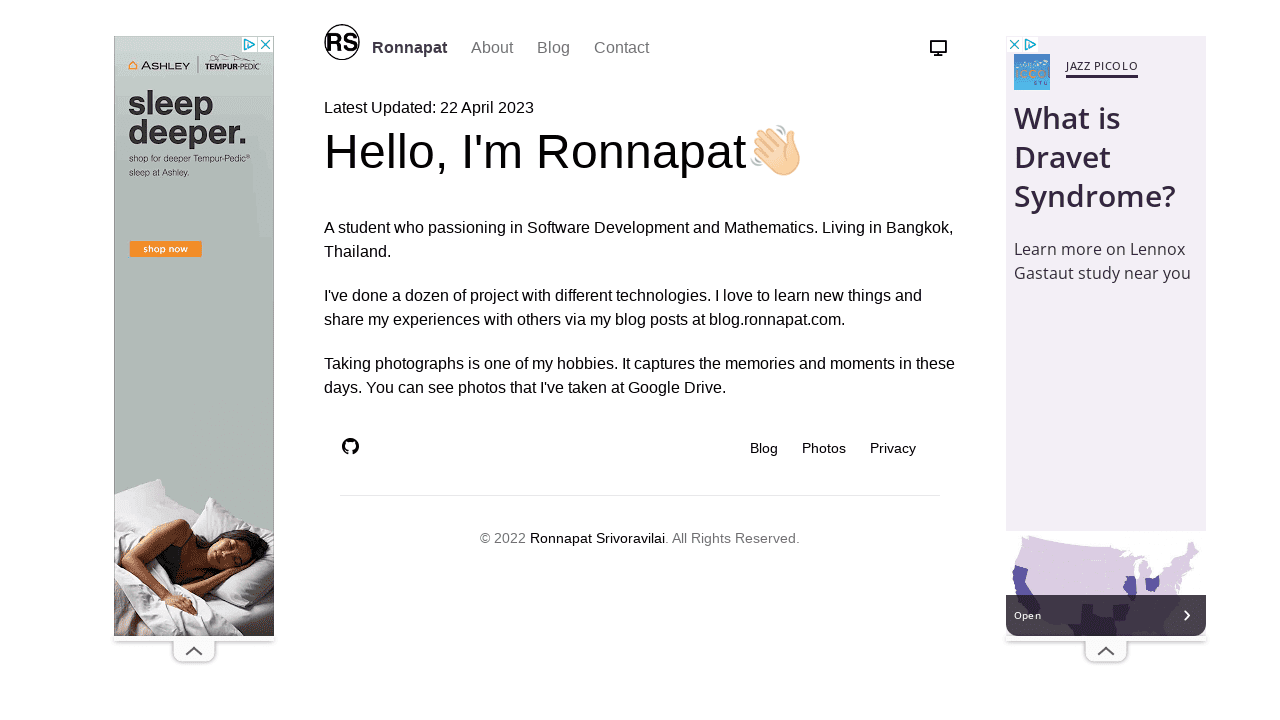 RS Ronnapat About Blog Contact
Latest Updated: 22 April 2023
Hello, I'm Ronnapat👋🏻
A student who passioning in Software Development and Mathematics. Living in Bangkok,
Thailand.
I've done a dozen of project with different technologies. I love to learn new things and
share my experiences with others via my blog posts at blog.ronnapat.com.
Taking photographs is one of my hobbies. It captures the memories and moments in these
days. You can see photos that I've taken at Google Drive.
Blog Photos Privacy
© 2022 Ronnapat Srivoravilai. All Rights Reserved.
ASHLEY | TEMPUR-PEDIC
sleep
deeper.
shop for deeper Tempur-Pedic®
sleep at Ashley.
shop now
JAZZ PICOLO
What is
Dravet
Syndrome?
Learn more on Lennox
Gastaut study near you
Open